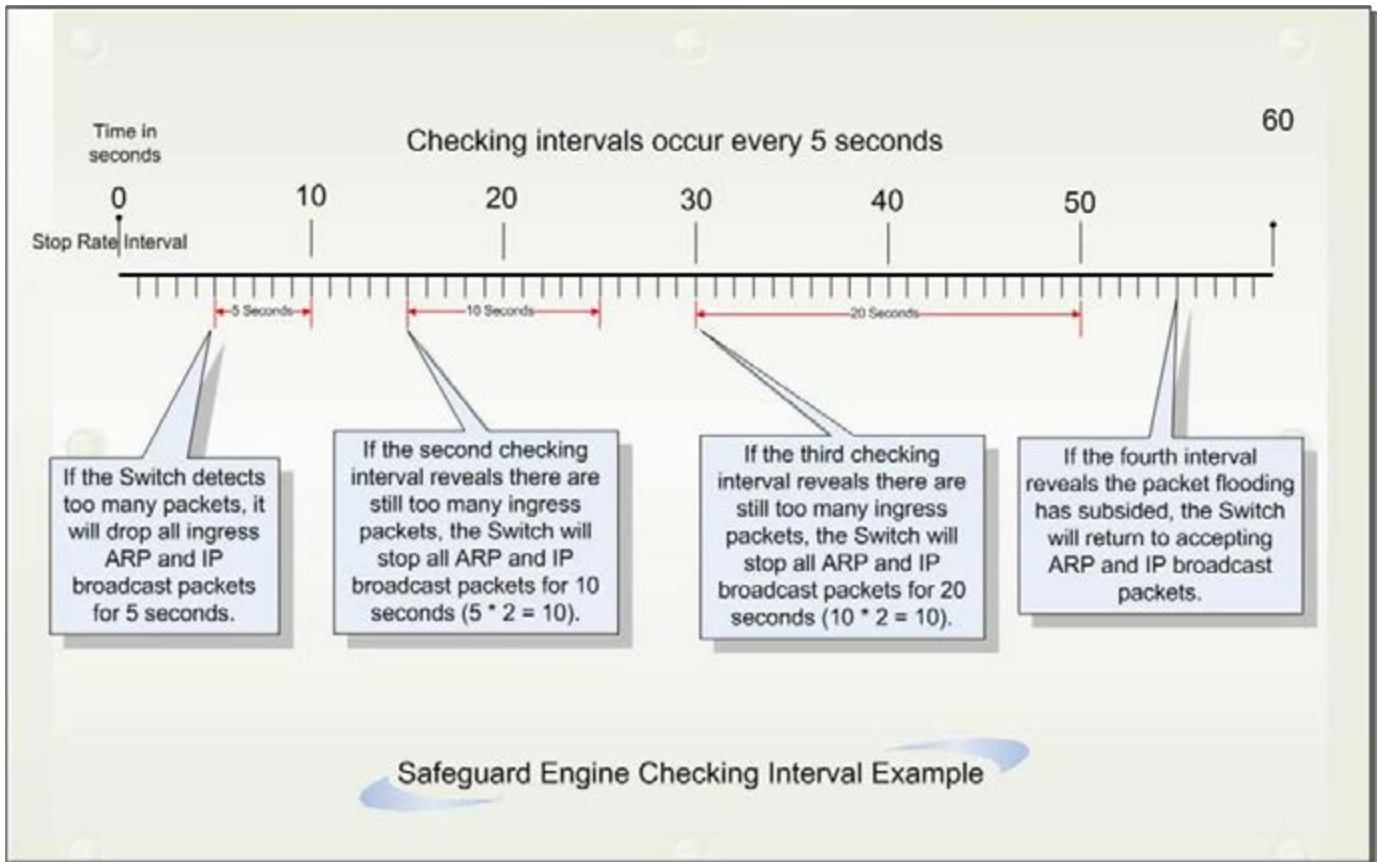 Time in
seconds
Checking intervals occur every 5 seconds
60
0
10
20
30
40
50
Stop Rate Interval
5 Seconds
10 Seconds
20 Seconds
If the Switch detects
too many packets, it
will drop all ingress
ARP and IP
broadcast packets
for 5 seconds.
If the second checking
interval reveals there are
still too many ingress
packets, the Switch will
stop all ARP and IP
broadcast packets for 10
seconds (5 * 2 = 10).
If the third checking
interval reveals there are
still too many ingress
packets, the Switch will
stop all ARP and IP
broadcast packets for 20
seconds (10 * 2 = 10).
If the fourth interval
reveals the packet flooding
has subsided, the Switch
will return to accepting
ARP and IP broadcast
packets.
Safeguard Engine Checking Interval Example